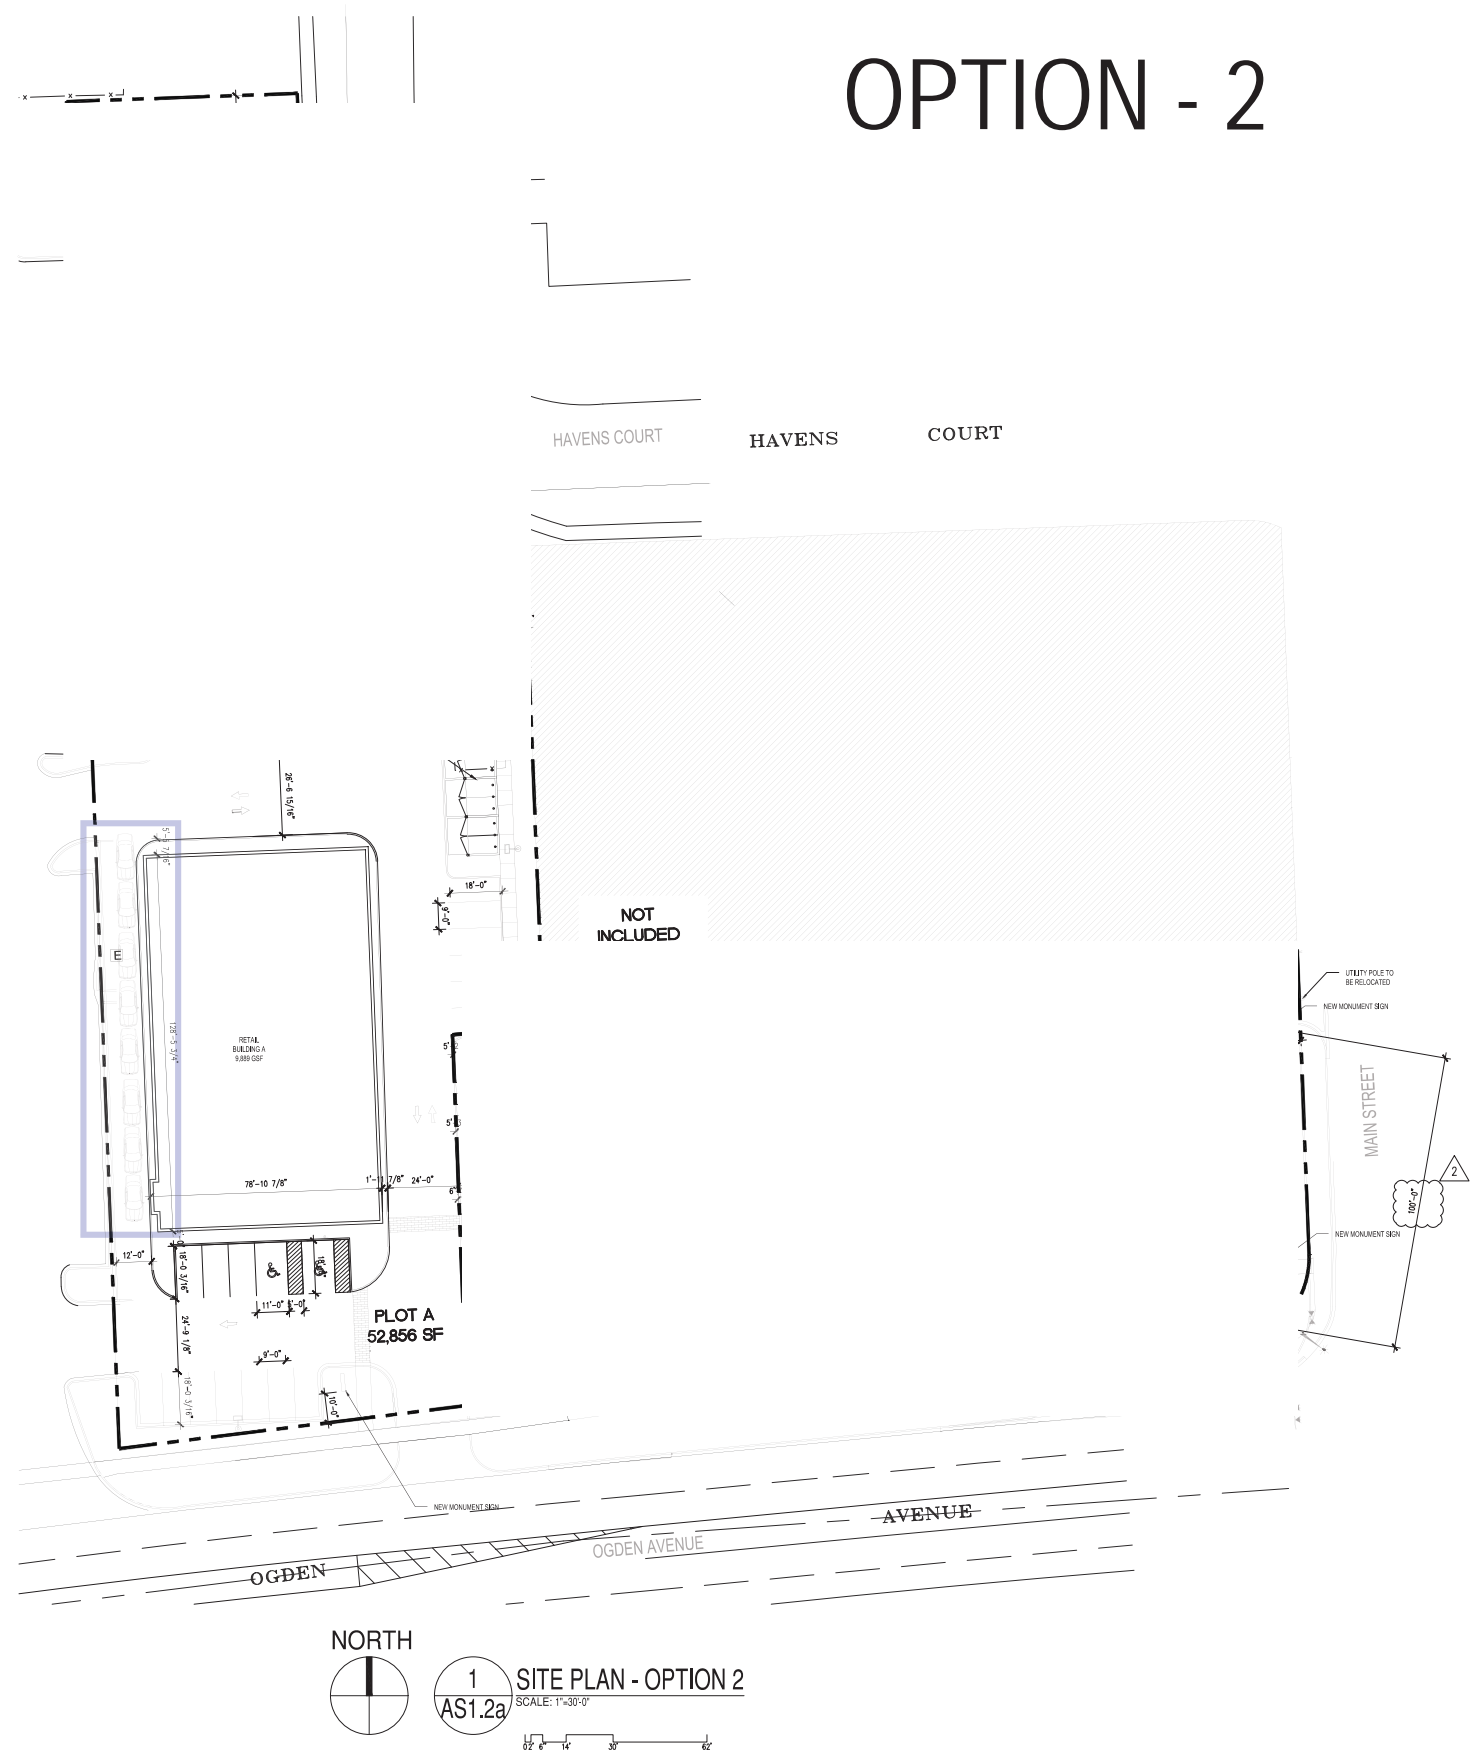 OPTION - 2
HAVENS COURT
HAVENS COURT
26'-6 15/16"
18'-0"
9'-0"
NOT
INCLUDED
E
128'-5 3/4"
RETAIL
BUILDING A
9,889 GSF
78'-10 7/8"
24'-0"
12'-0"
18'-0 3/16"
11'-0"
5'-0"
24'-9 1/8"
9'-0"
18'-0 3/16"
10'-0"
PLOT A
52,856 SF
UTILITY POLE TO
BE RELOCATED
NEW MONUMENT SIGN
MAIN STREET
2
100'-0"
NEW MONUMENT SIGN
NEW MONUMENT SIGN
OGDEN AVENUE
OGDEN AVENUE
NORTH
1
AS1.2a
SITE PLAN - OPTION 2
SCALE: 1"=30'-0"
0 2' 6' 14' 30' 62'